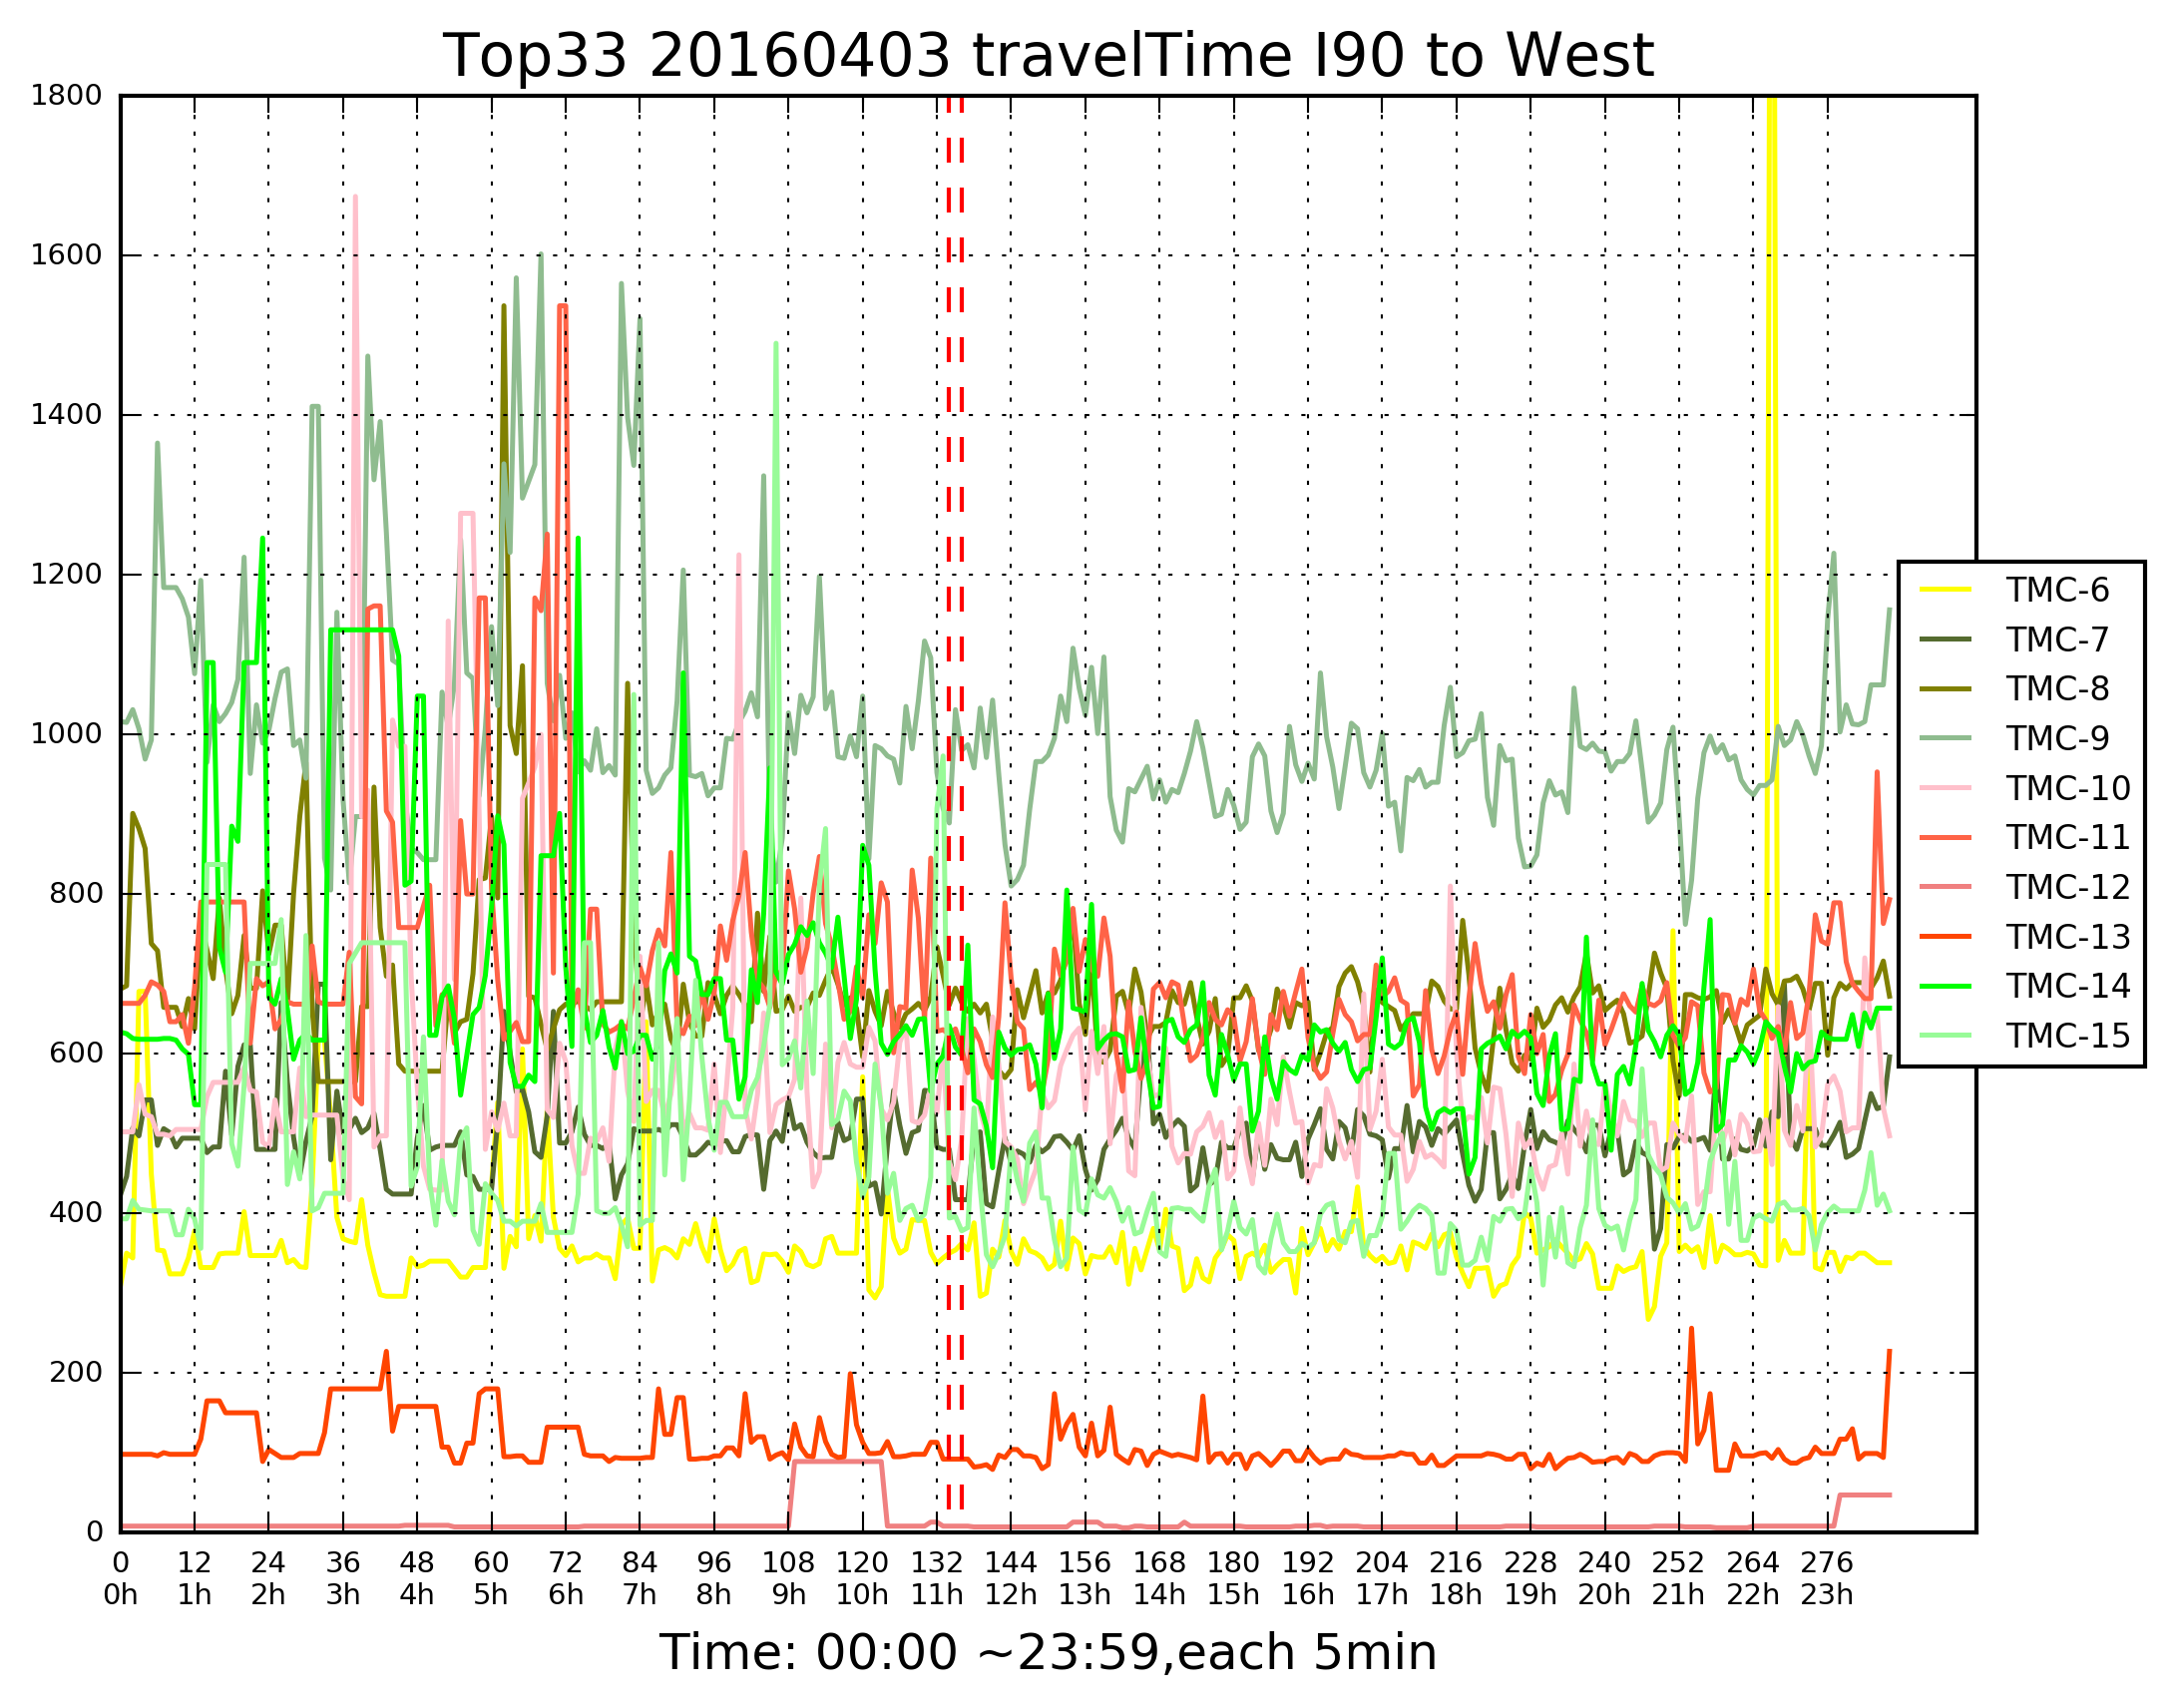 Top33 20160403 travelTime I90 to West
1800
1600
1400
1200
1000
800
600
400
200
0
0 12 24 36 48 60 72 84 96 108 120 132 144 156 168 180 192 204 216 228 240 252 264 276
0h 1h 2h 3h 4h 5h 6h 7h 8h 9h 10h 11h 12h 13h 14h 15h 16h 17h 18h 19h 20h 21h 22h 23h
Time: 00:00 ~23:59,each 5min
TMC-6
TMC-7
TMC-8
TMC-9
TMC-10
TMC-11
TMC-12
TMC-13
TMC-14
TMC-15